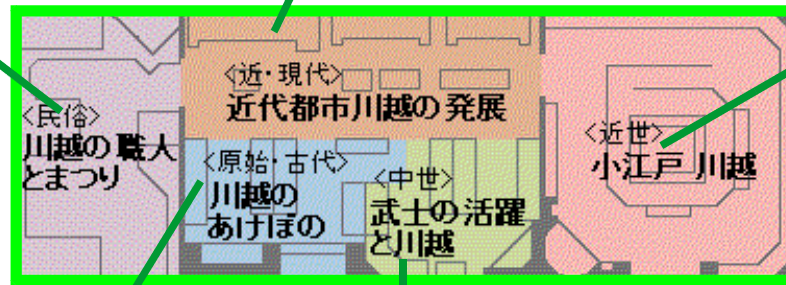 <近・現代>
近代都市川越の発展
<民俗>
川越の職人
とまつり
<原始・古代>
川越の
あけぼの
<中世>
武士の活躍
と川越
<近世>
小江戸 川越